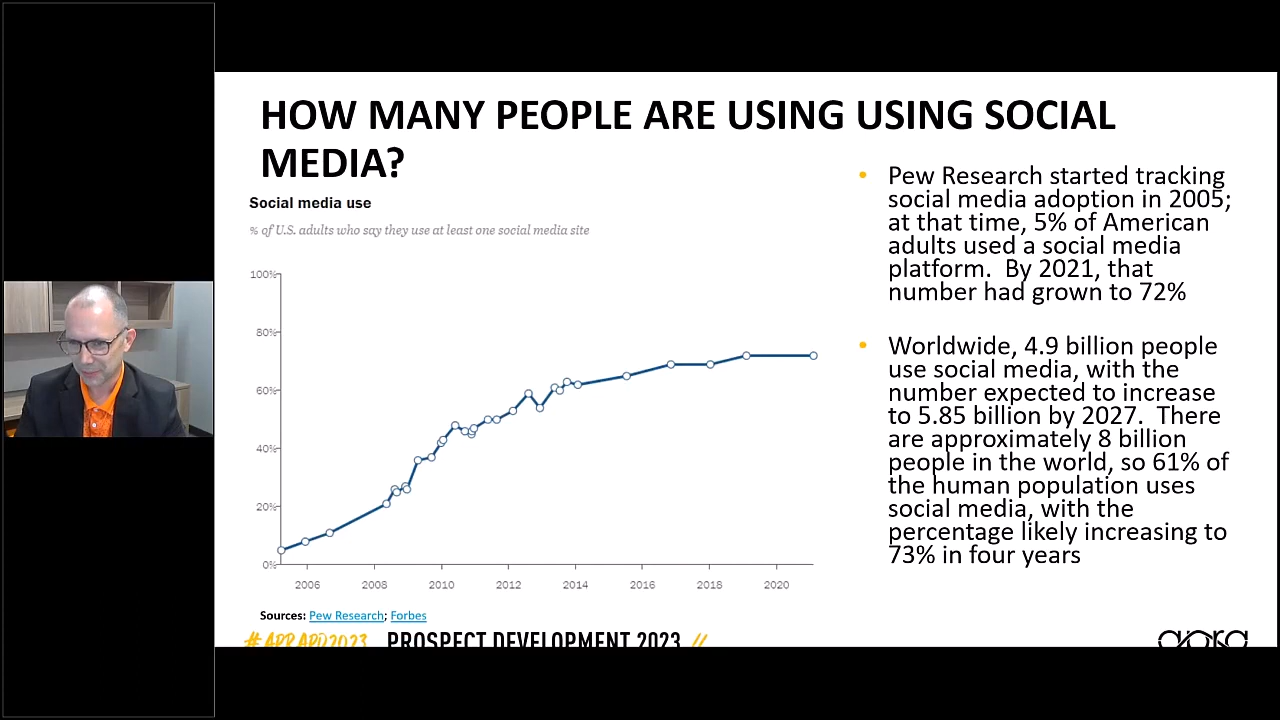 HOW MANY PEOPLE ARE USING USING SOCIAL
MEDIA?
Social media use
% of U.S. adults who say they use at least one social media site
100%
80%
60%
40%
20%
0%
2006 2008 2010 2012 2014 2016 2018 2020
Sources: Pew Research; Forbes
• Pew Research started tracking
social media adoption in 2005;
at that time, 5% of American
adults used a social media
platform. By 2021, that
number had grown to 72%
• Worldwide, 4.9 billion people
use social media, with the
number expected to increase
to 5.85 billion by 2027. There
are approximately 8 billion
people in the world, so 61% of
the human population uses
social media, with the
percentage likely increasing to
73% in four years
#APRAPD2023 PROSPECT DEVELOPMENT 2023 //
apra